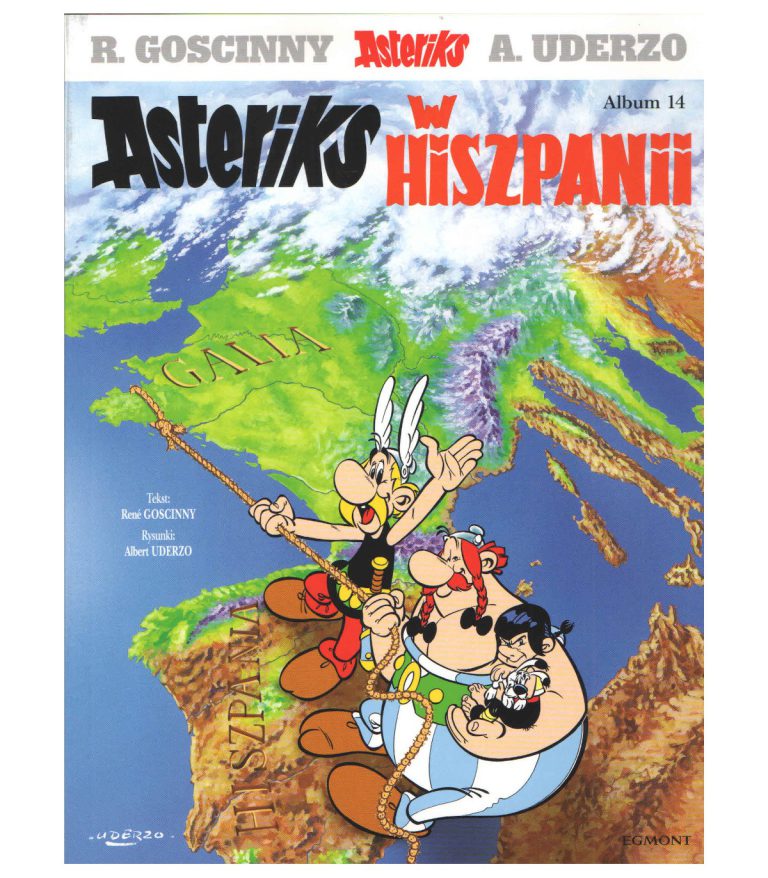 R. GOSCINNY Asteriks A. UDERZO
Album 14
Asteriks w HiSZPANii
GALIA
Tekst:
René GOSCINNY
Rysunki:
Albert UDERZO
HISZPANIA
UDERZO
EGMONT